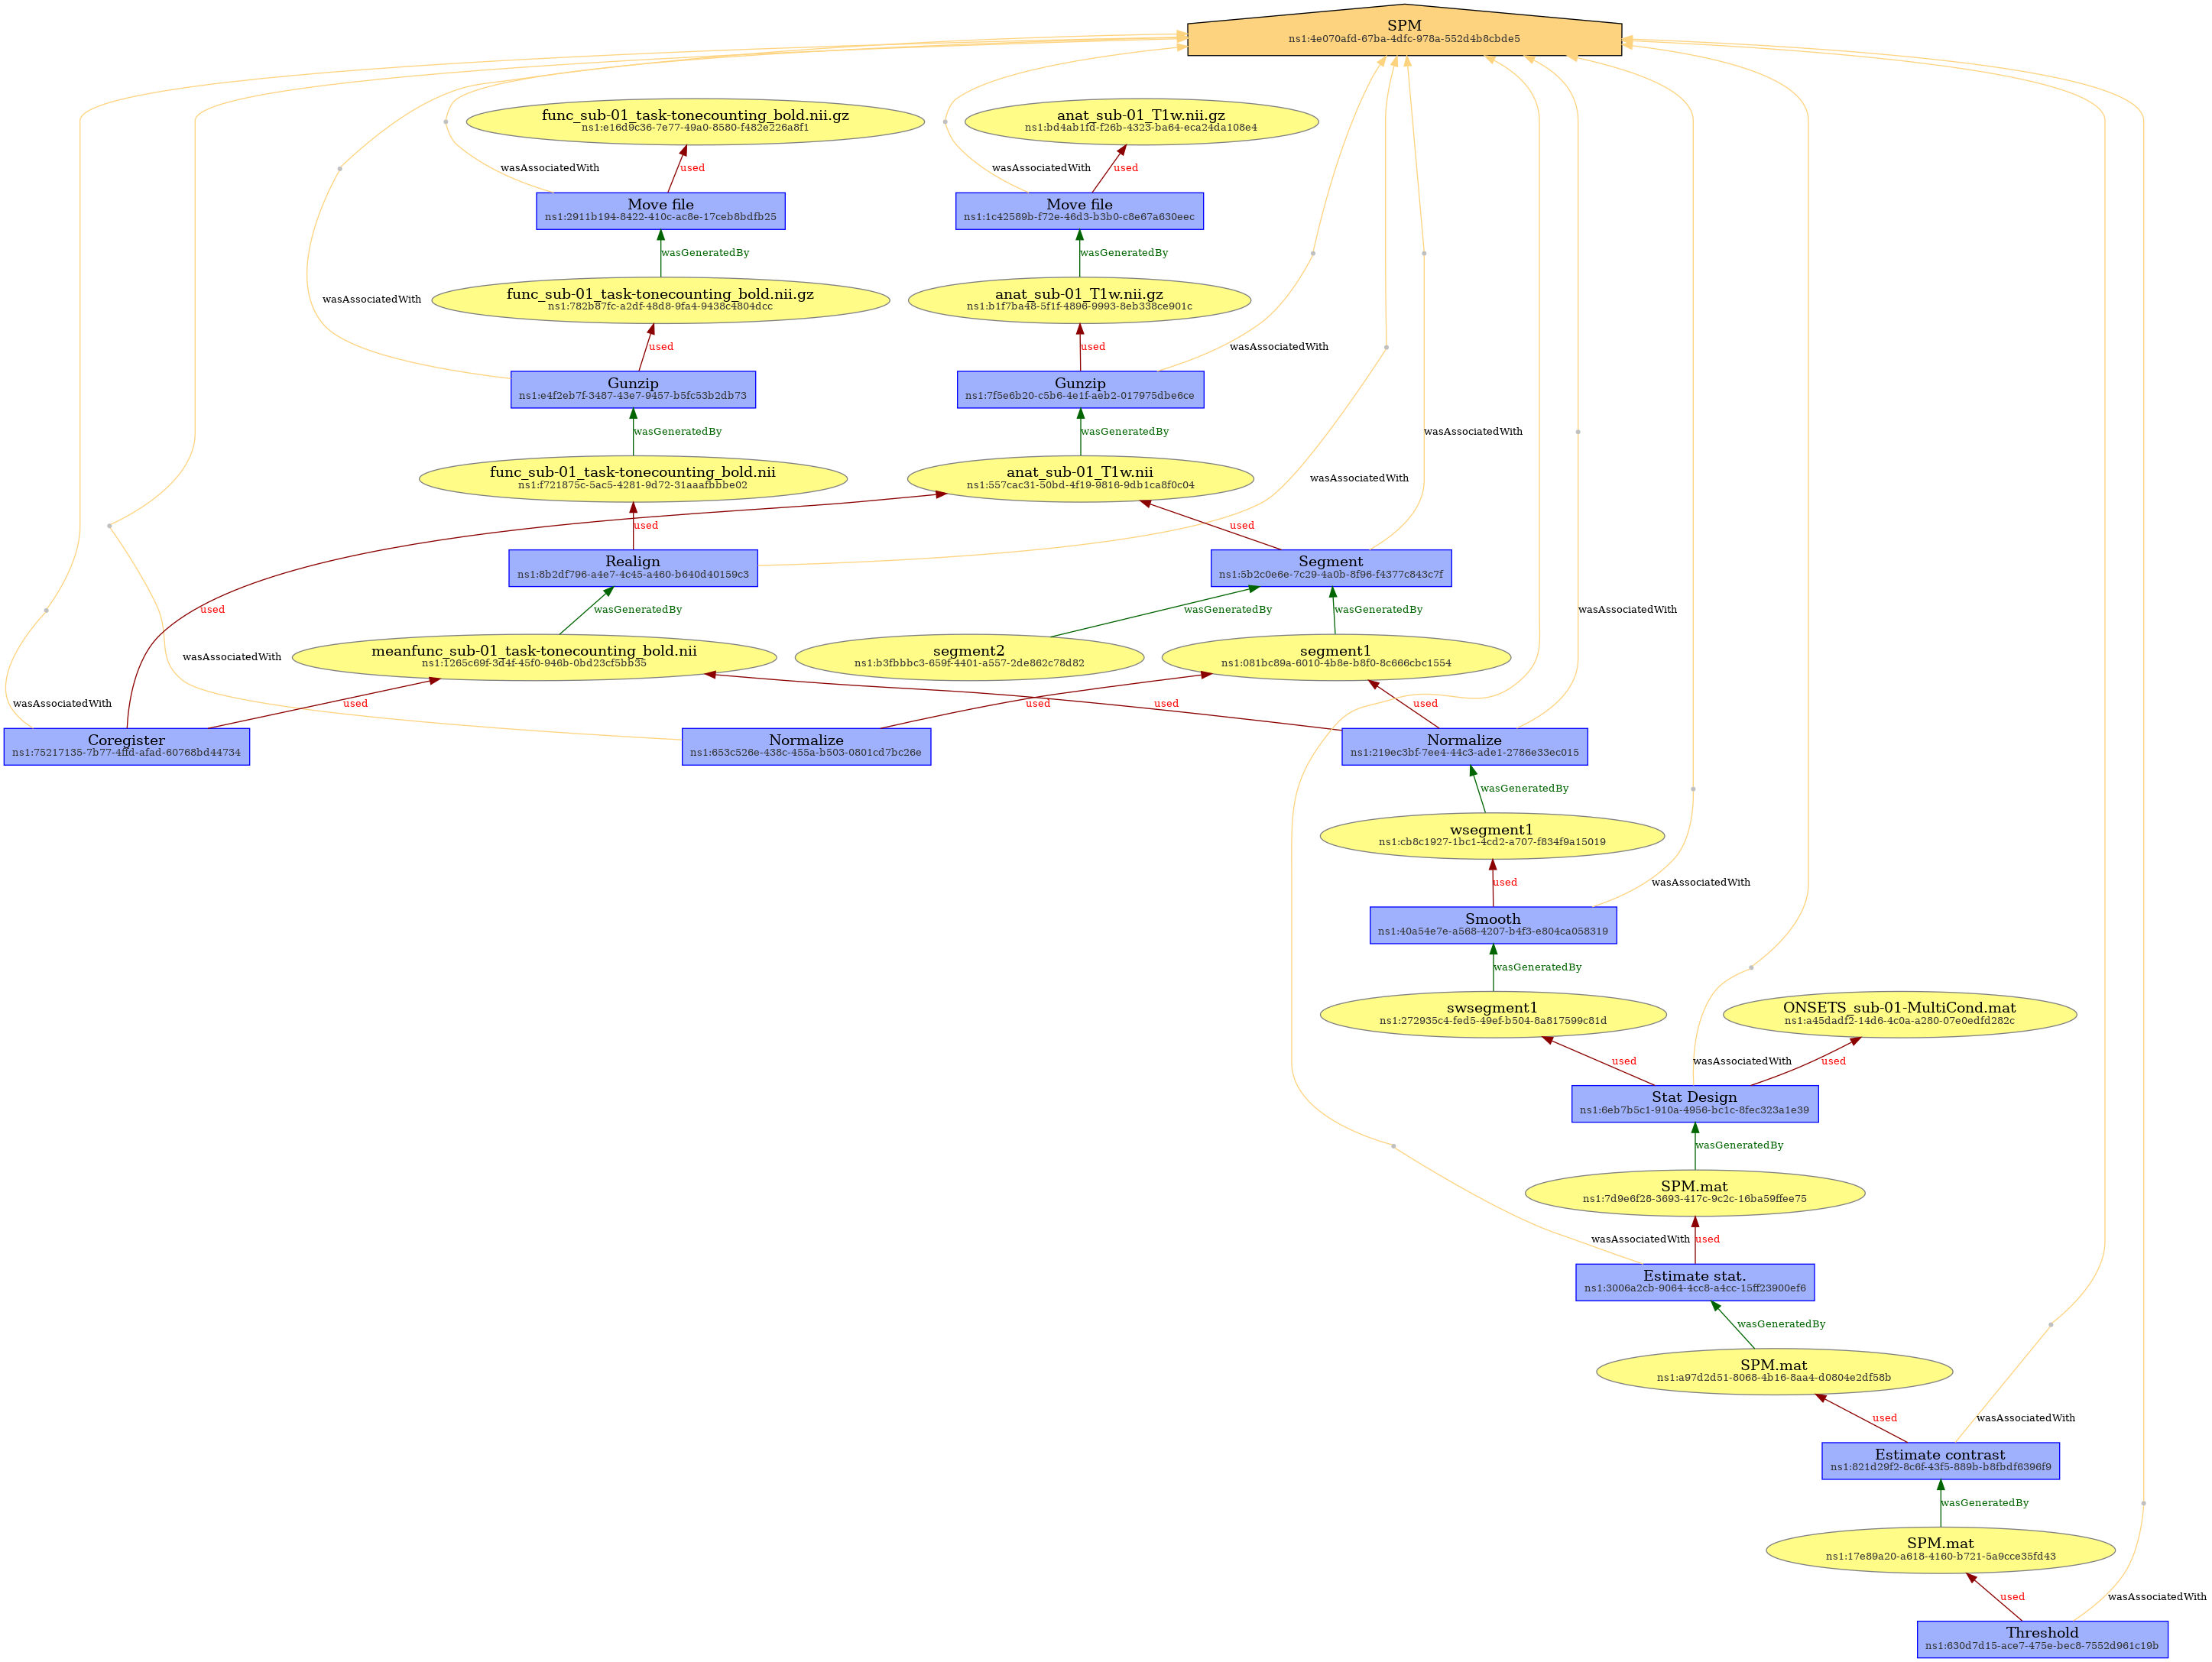 SPM
ns1:4e070afd-67ba-4dfc-978a-552d4b8cbde5
func_sub-01_task-tonecounting_bold.nii.gz
ns1:e16d9c36-7e77-49a0-8580-f482e226a8f1
anat_sub-01_T1w.nii.gz
ns1:bd4ab1fd-f26b-4323-ba64-eca24da108e4
wasAssociatedWith
used
wasAssociatedWith
used
Move file
ns1:2911b194-8422-410c-ac8e-17ceb8bdfb25
Move file
ns1:1c42589b-f72e-46d3-b3b0-c8e67a630eec
wasGeneratedBy
wasGeneratedBy
wasAssociatedWith
func_sub-01_task-tonecounting_bold.nii.gz
ns1:782b87fc-a2df-48d8-9fa4-9438c4804dcc
anat_sub-01_T1w.nii.gz
ns1:b1f7ba48-5f1f-4896-9993-8eb338ce901c
used
used
wasAssociatedWith
Gunzip
ns1:e4f2eb7f-3487-43e7-9457-b5fc53b2db73
Gunzip
ns1:7f5e6b20-c5b6-4e1f-aeb2-017975dbe6ce
wasGeneratedBy
wasGeneratedBy
wasAssociatedWith
func_sub-01_task-tonecounting_bold.nii
ns1:f721875c-5ac5-4281-9d72-31aaafbbbe02
anat_sub-01_T1w.nii
ns1:557cac31-50bd-4f19-9816-9db1ca8f0c04
wasAssociatedWith
used
used
Realign
ns1:8b2df796-a4e7-4c45-a460-b640d40159c3
Segment
ns1:5b2c0e6e-7c29-4a0b-8f96-f4377c843c7f
used
wasGeneratedBy
wasGeneratedBy
wasGeneratedBy
wasAssociatedWith
wasAssociatedWith
meanfunc_sub-01_task-tonecounting_bold.nii
ns1:1265c69f-3d4f-45f0-946b-0bd23cf5bb35
segment2
ns1:b3fbbbc3-659f-4401-a557-2de862c78d82
segment1
ns1:081bc89a-6010-4b8e-b8f0-8c666cbc1554
wasAssociatedWith
used
used
used
used
Coregister
ns1:75217135-7b77-4ffd-afad-60768bd44734
Normalize
ns1:653c526e-438c-455a-b503-0801cd7bc26e
Normalize
ns1:219ec3bf-7ee4-44c3-ade1-2786e33ec015
wasGeneratedBy
wsegment1
ns1:cb8c1927-1bc1-4cd2-a707-f834f9a15019
used
wasAssociatedWith
Smooth
ns1:40a54e7e-a568-4207-b4f3-e804ca058319
wasGeneratedBy
swsegment1
ns1:272935c4-fed5-49ef-b504-8a817599c81d
ONSETS_sub-01-MultiCond.mat
ns1:a45dadf2-14d6-4c0a-a280-07e0edfd282c
used
wasAssociatedWith
used
Stat Design
ns1:6eb7b5c1-910a-4956-bc1c-8fec323a1e39
wasGeneratedBy
SPM.mat
ns1:7d9e6f28-3693-417c-9c2c-16ba59ffee75
wasAssociatedWith
used
Estimate stat.
ns1:3006a2cb-9064-4cc8-a4cc-15ff23900ef6
wasGeneratedBy
SPM.mat
ns1:a97d2d51-8068-4b16-8aa4-d0804e2df58b
used
wasAssociatedWith
Estimate contrast
ns1:821d29f2-8c6f-43f5-889b-b8fbdf6396f9
wasGeneratedBy
SPM.mat
ns1:17e89a20-a618-4160-b721-5a9cce35fd43
used
wasAssociatedWith
Threshold
ns1:630d7d15-ace7-475e-bec8-7552d961c19b